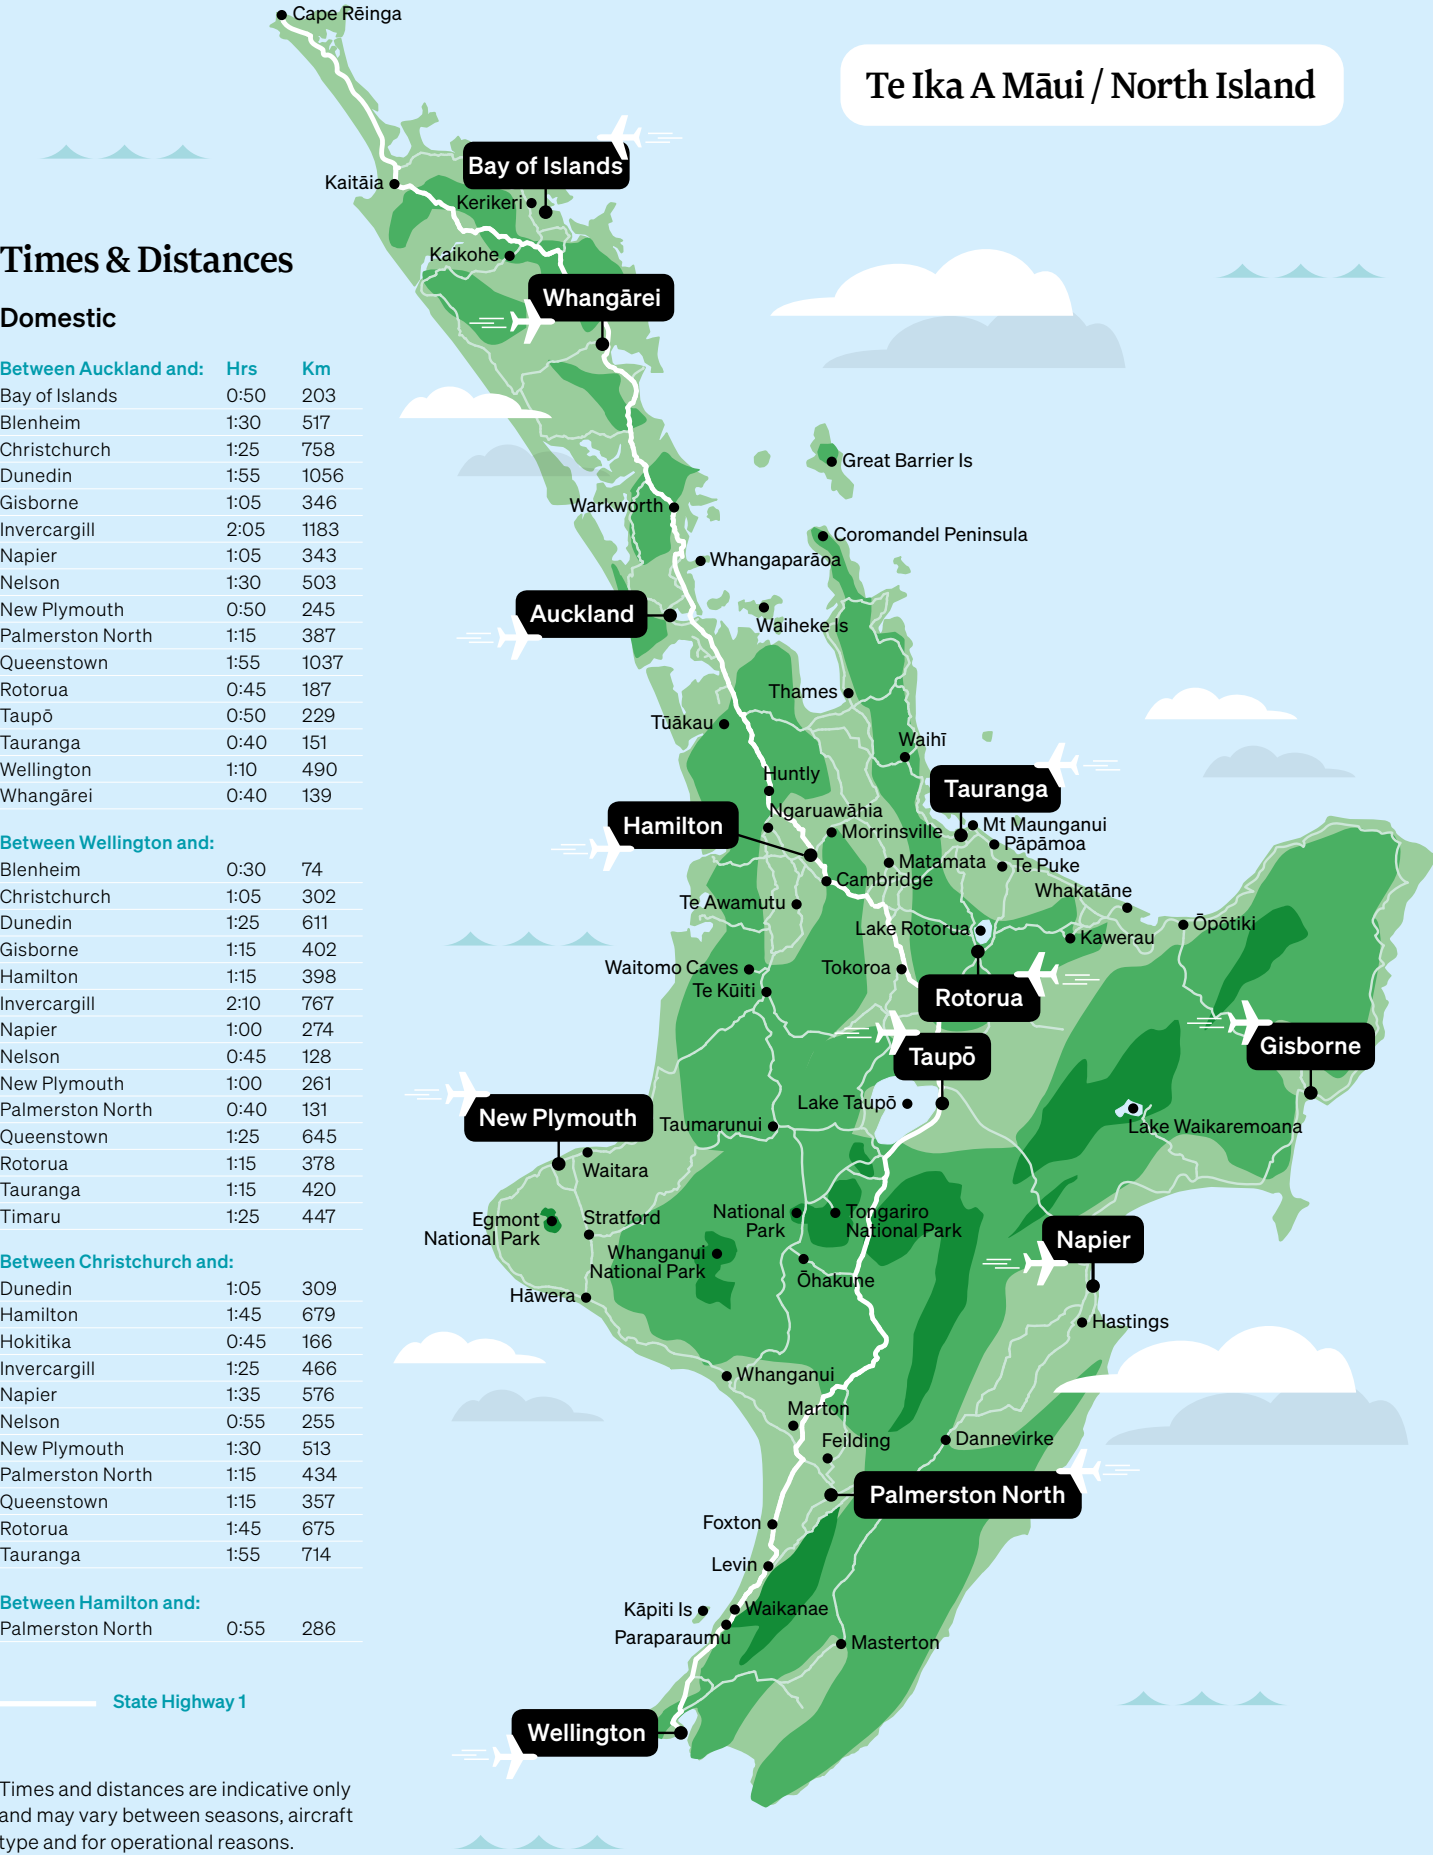 Te Ika A Māui / North Island
Times & Distances
Domestic
Between Auckland and: Hrs Km
Bay of Islands 0:50 203
Blenheim 1:30 517
Christchurch 1:25 758
Dunedin 1:55 1056
Gisborne 1:05 346
Invercargill 2:05 1183
Napier 1:05 343
Nelson 1:30 503
New Plymouth 0:50 245
Palmerston North 1:15 387
Queenstown 1:55 1037
Rotorua 0:45 187
Taupō 0:50 229
Tauranga 0:40 151
Wellington 1:10 490
Whangārei 0:40 139
Between Wellington and:
Blenheim 0:30 74
Christchurch 1:05 302
Dunedin 1:25 611
Gisborne 1:15 402
Hamilton 1:15 398
Invercargill 2:10 767
Napier 1:00 274
Nelson 0:45 128
New Plymouth 1:00 261
Palmerston North 0:40 131
Queenstown 1:25 645
Rotorua 1:15 378
Tauranga 1:15 420
Timaru 1:25 447
Between Christchurch and:
Dunedin 1:05 309
Hamilton 1:45 679
Hokitika 0:45 166
Invercargill 1:25 466
Napier 1:35 576
Nelson 0:55 255
New Plymouth 1:30 513
Palmerston North 1:15 434
Queenstown 1:15 357
Rotorua 1:45 675
Tauranga 1:55 714
Between Hamilton and:
Palmerston North 0:55 286
State Highway 1
Times and distances are indicative only
and may vary between seasons, aircraft
type and for operational reasons.
Cape Rēinga
Bay of Islands
Kaitāia
Kerikeri
Kaikohe
Whangārei
Great Barrier Is
Warkworth
Coromandel Peninsula
Whangaparāoa
Auckland
Waiheke Is
Thames
Tūākau
Waihī
Huntly
Tauranga
Ngaruawāhia
Hamilton
Mt Maunganui
Morrinsville
Pāpāmoa
Matamata
Te Puke
Cambridge
Whakatāne
Te Awamutu
Ōpōtiki
Lake Rotorua
Kawerau
Waitomo Caves
Tokoroa
Te Kūiti
Rotorua
Gisborne
Taupō
Lake Taupō
New Plymouth
Taumarunui
Lake Waikaremoana
Waitara
Egmont
National Park
Stratford
National
Park
Tongariro
National Park
Whanganui
National Park
Napier
Ōhakune
Hāwera
Hastings
Whanganui
Marton
Feilding
Dannevirke
Palmerston North
Foxton
Levin
Kāpiti Is
Waikanae
Paraparaumu
Masterton
Wellington